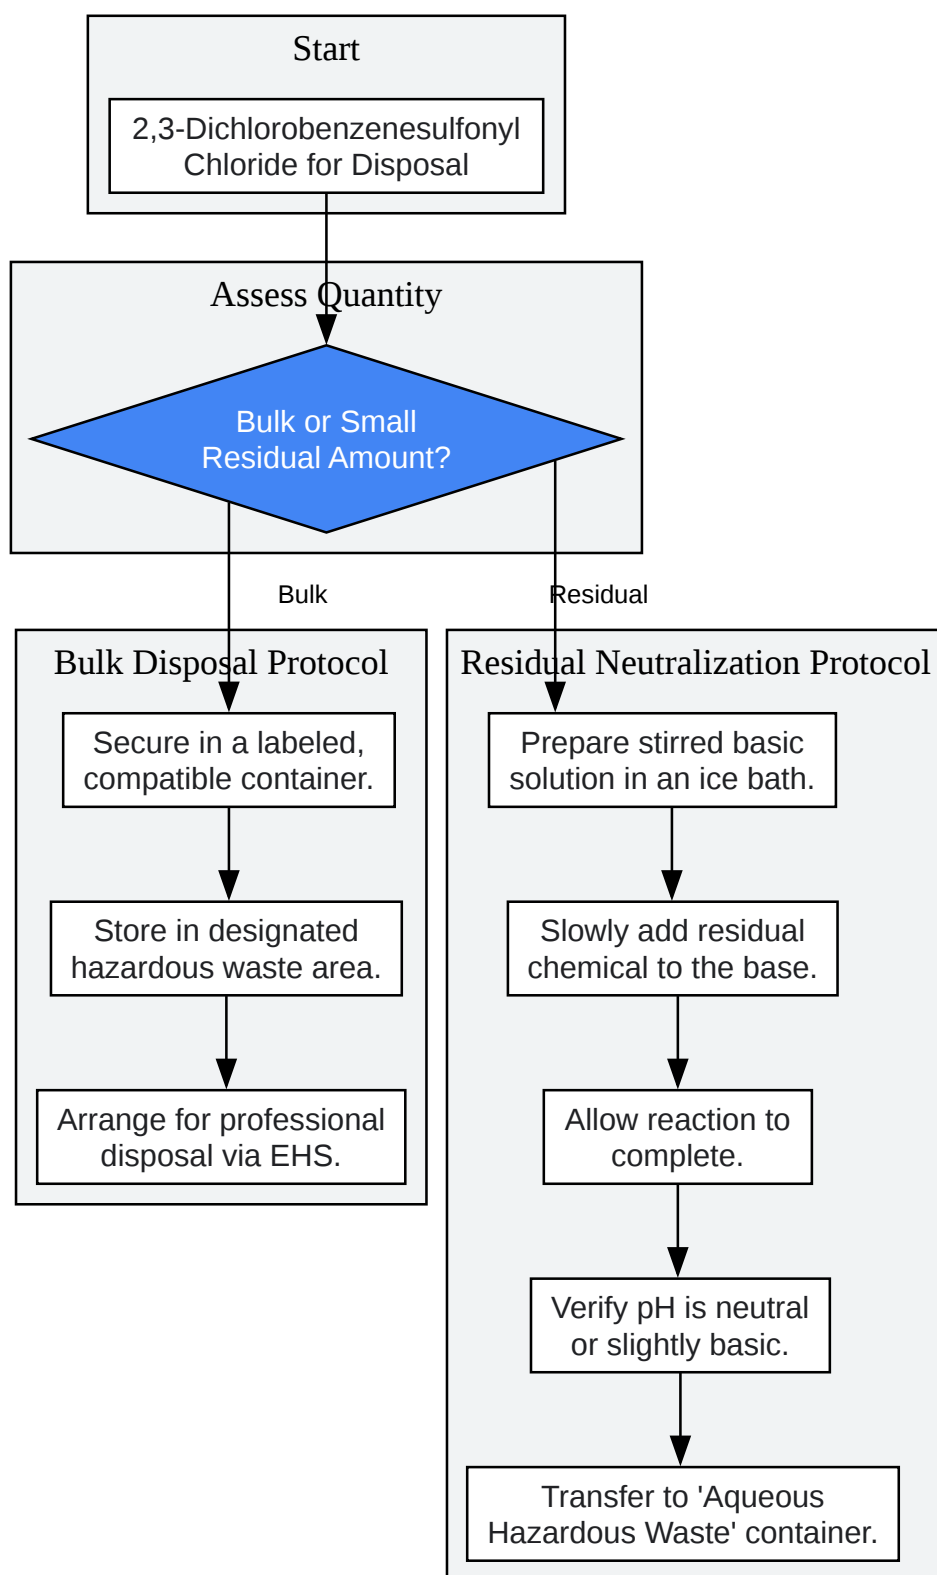 Start
2,3-Dichlorobenzenesulfonyl
Chloride for Disposal
Assess Quantity
Bulk or Small
Residual Amount?
Bulk
Residual
Bulk Disposal Protocol
Secure in a labeled,
compatible container.
Store in designated
hazardous waste area.
Arrange for professional
disposal via EHS.
Residual Neutralization Protocol
Prepare stirred basic
solution in an ice bath.
Slowly add residual
chemical to the base.
Allow reaction to
complete.
Verify pH is neutral
or slightly basic.
Transfer to 'Aqueous
Hazardous Waste' container.